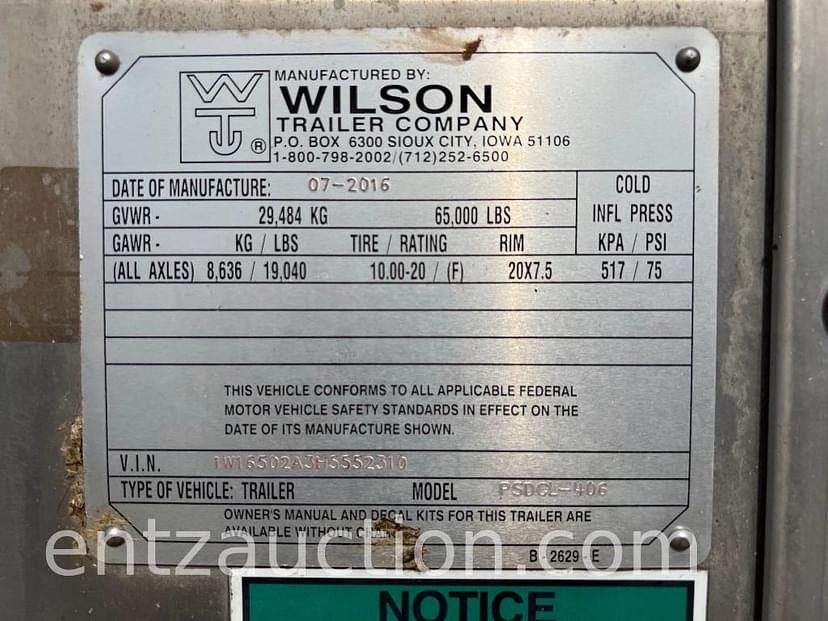 MANUFACTURED BY:
WILSON
TRAILER COMPANY
P.O. BOX 6300 SIOUX CITY, IOWA 51106
1-800-798-2002/(712)252-6500
WT ®
DATE OF MANUFACTURE: 07-2016
COLD
INFL PRESS
KPA / PSI
GVWR - 29,484 KG 65,000 LBS
GAWR - KG / LBS TIRE / RATING RIM
(ALL AXLES) 8,636 / 19,040 10.00-20 / (F) 20X7.5 517 / 75
THIS VEHICLE CONFORMS TO ALL APPLICABLE FEDERAL
MOTOR VEHICLE SAFETY STANDARDS IN EFFECT ON THE
DATE OF ITS MANUFACTURE SHOWN.
V.I.N. 1W16502A3H6552310
TYPE OF VEHICLE: TRAILER MODEL PSDCL-406
OWNER'S MANUAL AND DECAL KITS FOR THIS TRAILER ARE
AVAILABLE WITHOUT
B - 2629 - E
entzauction.com
NOTICE